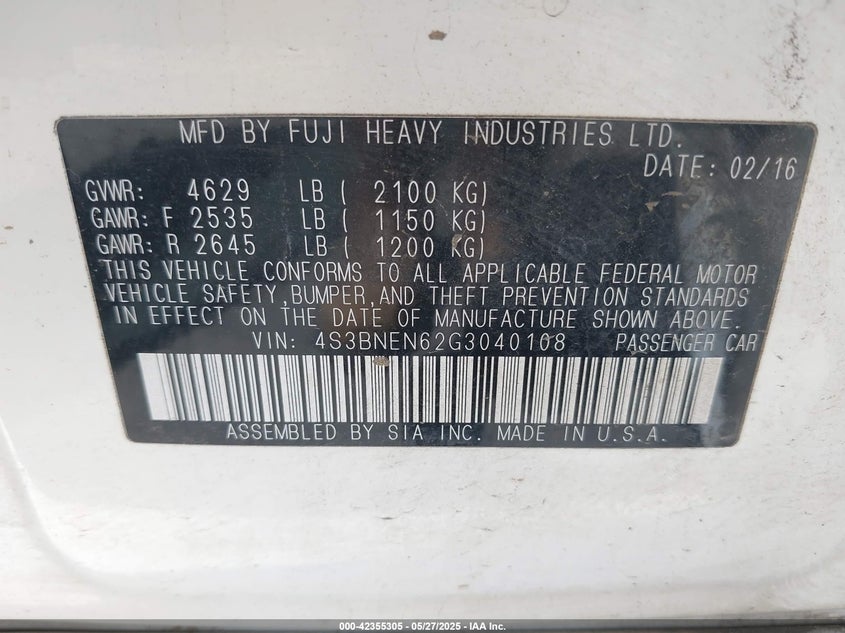 MFD BY FUJI HEAVY INDUSTRIES LTD.
DATE: 02/16
GVWR: 4629 LB ( 2100 KG)
GAWR: F 2535 LB ( 1150 KG)
GAWR: R 2645 LB ( 1200 KG)
THIS VEHICLE CONFORMS TO ALL APPLICABLE FEDERAL MOTOR
VEHICLE SAFETY,BUMPER,AND THEFT PREVENTION STANDARDS
IN EFFECT ON THE DATE OF MANUFACTURE SHOWN ABOVE.
VIN: 4S3BNEN62G3040108 PASSENGER CAR
ASSEMBLED BY SIA INC. MADE IN U.S.A.
000-42355305 - 05/27/2025 - IAA Inc.